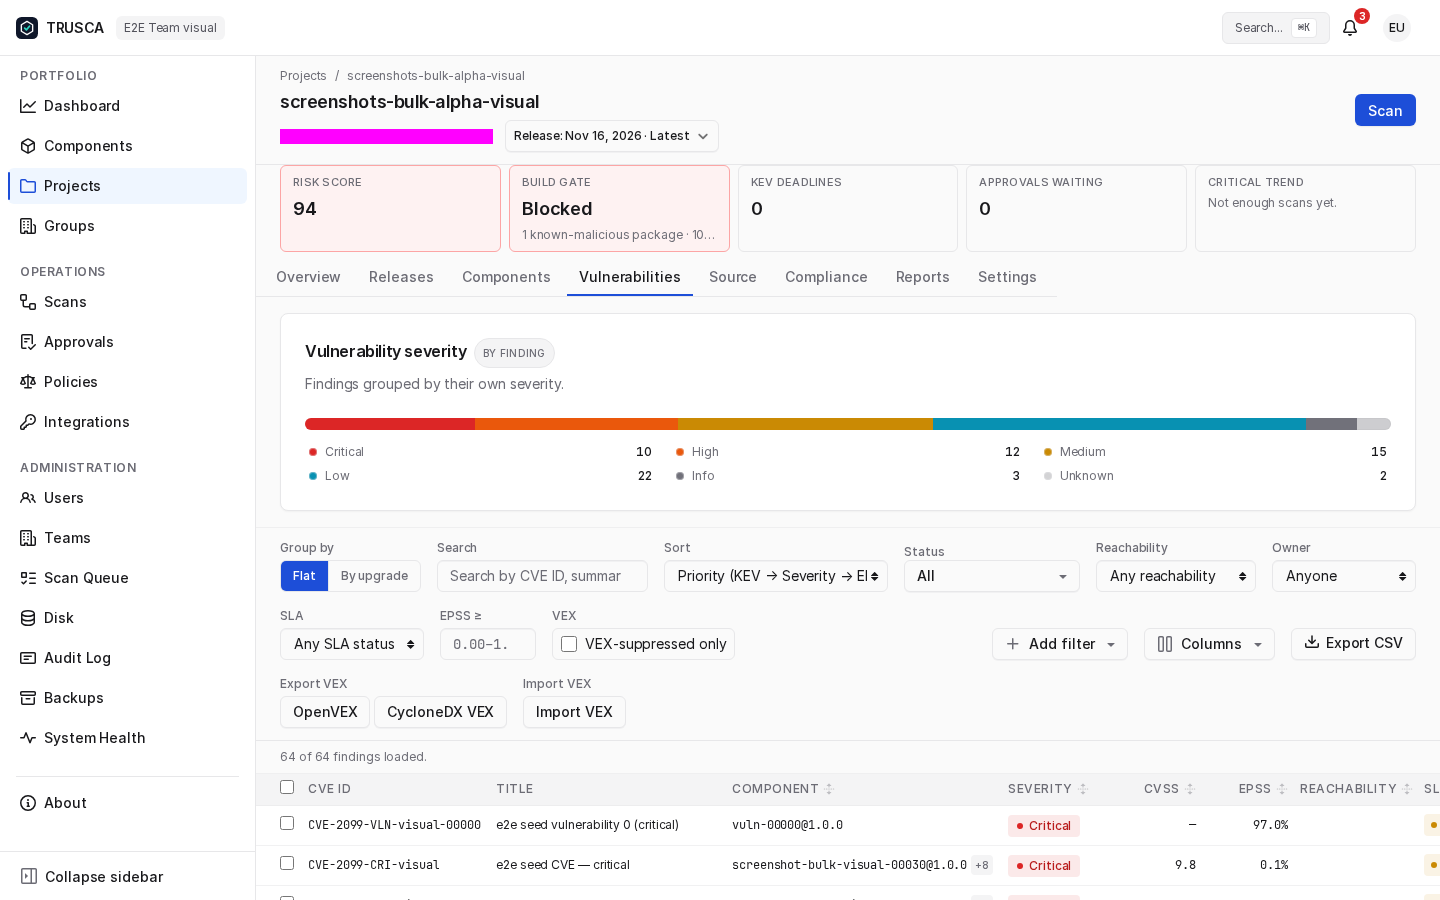 TRUSCA
E2E Team visual
Search...
⌘K
3
EU
PORTFOLIO
Dashboard
Components
Projects
Groups
OPERATIONS
Scans
Approvals
Policies
Integrations
ADMINISTRATION
Users
Teams
Scan Queue
Disk
Audit Log
Backups
System Health
About
Collapse sidebar
Projects / screenshots-bulk-alpha-visual
screenshots-bulk-alpha-visual
Release: Nov 16, 2026 · Latest
Scan
RISK SCORE
94
BUILD GATE
Blocked
1 known-malicious package · 10...
KEV DEADLINES
0
APPROVALS WAITING
0
CRITICAL TREND
Not enough scans yet.
Overview Releases Components Vulnerabilities Source Compliance Reports Settings
Vulnerability severity BY FINDING
Findings grouped by their own severity.
Critical 10 High 12 Medium 15
Low 22 Info 3 Unknown 2
Group by
Flat By upgrade
Search
Search by CVE ID, summar
Sort
Priority (KEV → Severity → El
Status
All
Reachability
Any reachability
Owner
Anyone
SLA
Any SLA status
EPSS ≥
0.00–1.
VEX
VEX-suppressed only
Add filter
Columns
Export CSV
Export VEX
OpenVEX CycloneDX VEX
Import VEX
Import VEX
64 of 64 findings loaded.
CVE ID TITLE COMPONENT SEVERITY CVSS EPSS REACHABILITY SL
CVE-2099-VLN-visual-00000 e2e seed vulnerability 0 (critical) vuln-00000@1.0.0 Critical — 97.0%
CVE-2099-CRI-visual e2e seed CVE — critical screenshot-bulk-visual-00030@1.0.0 +8 Critical 9.8 0.1%